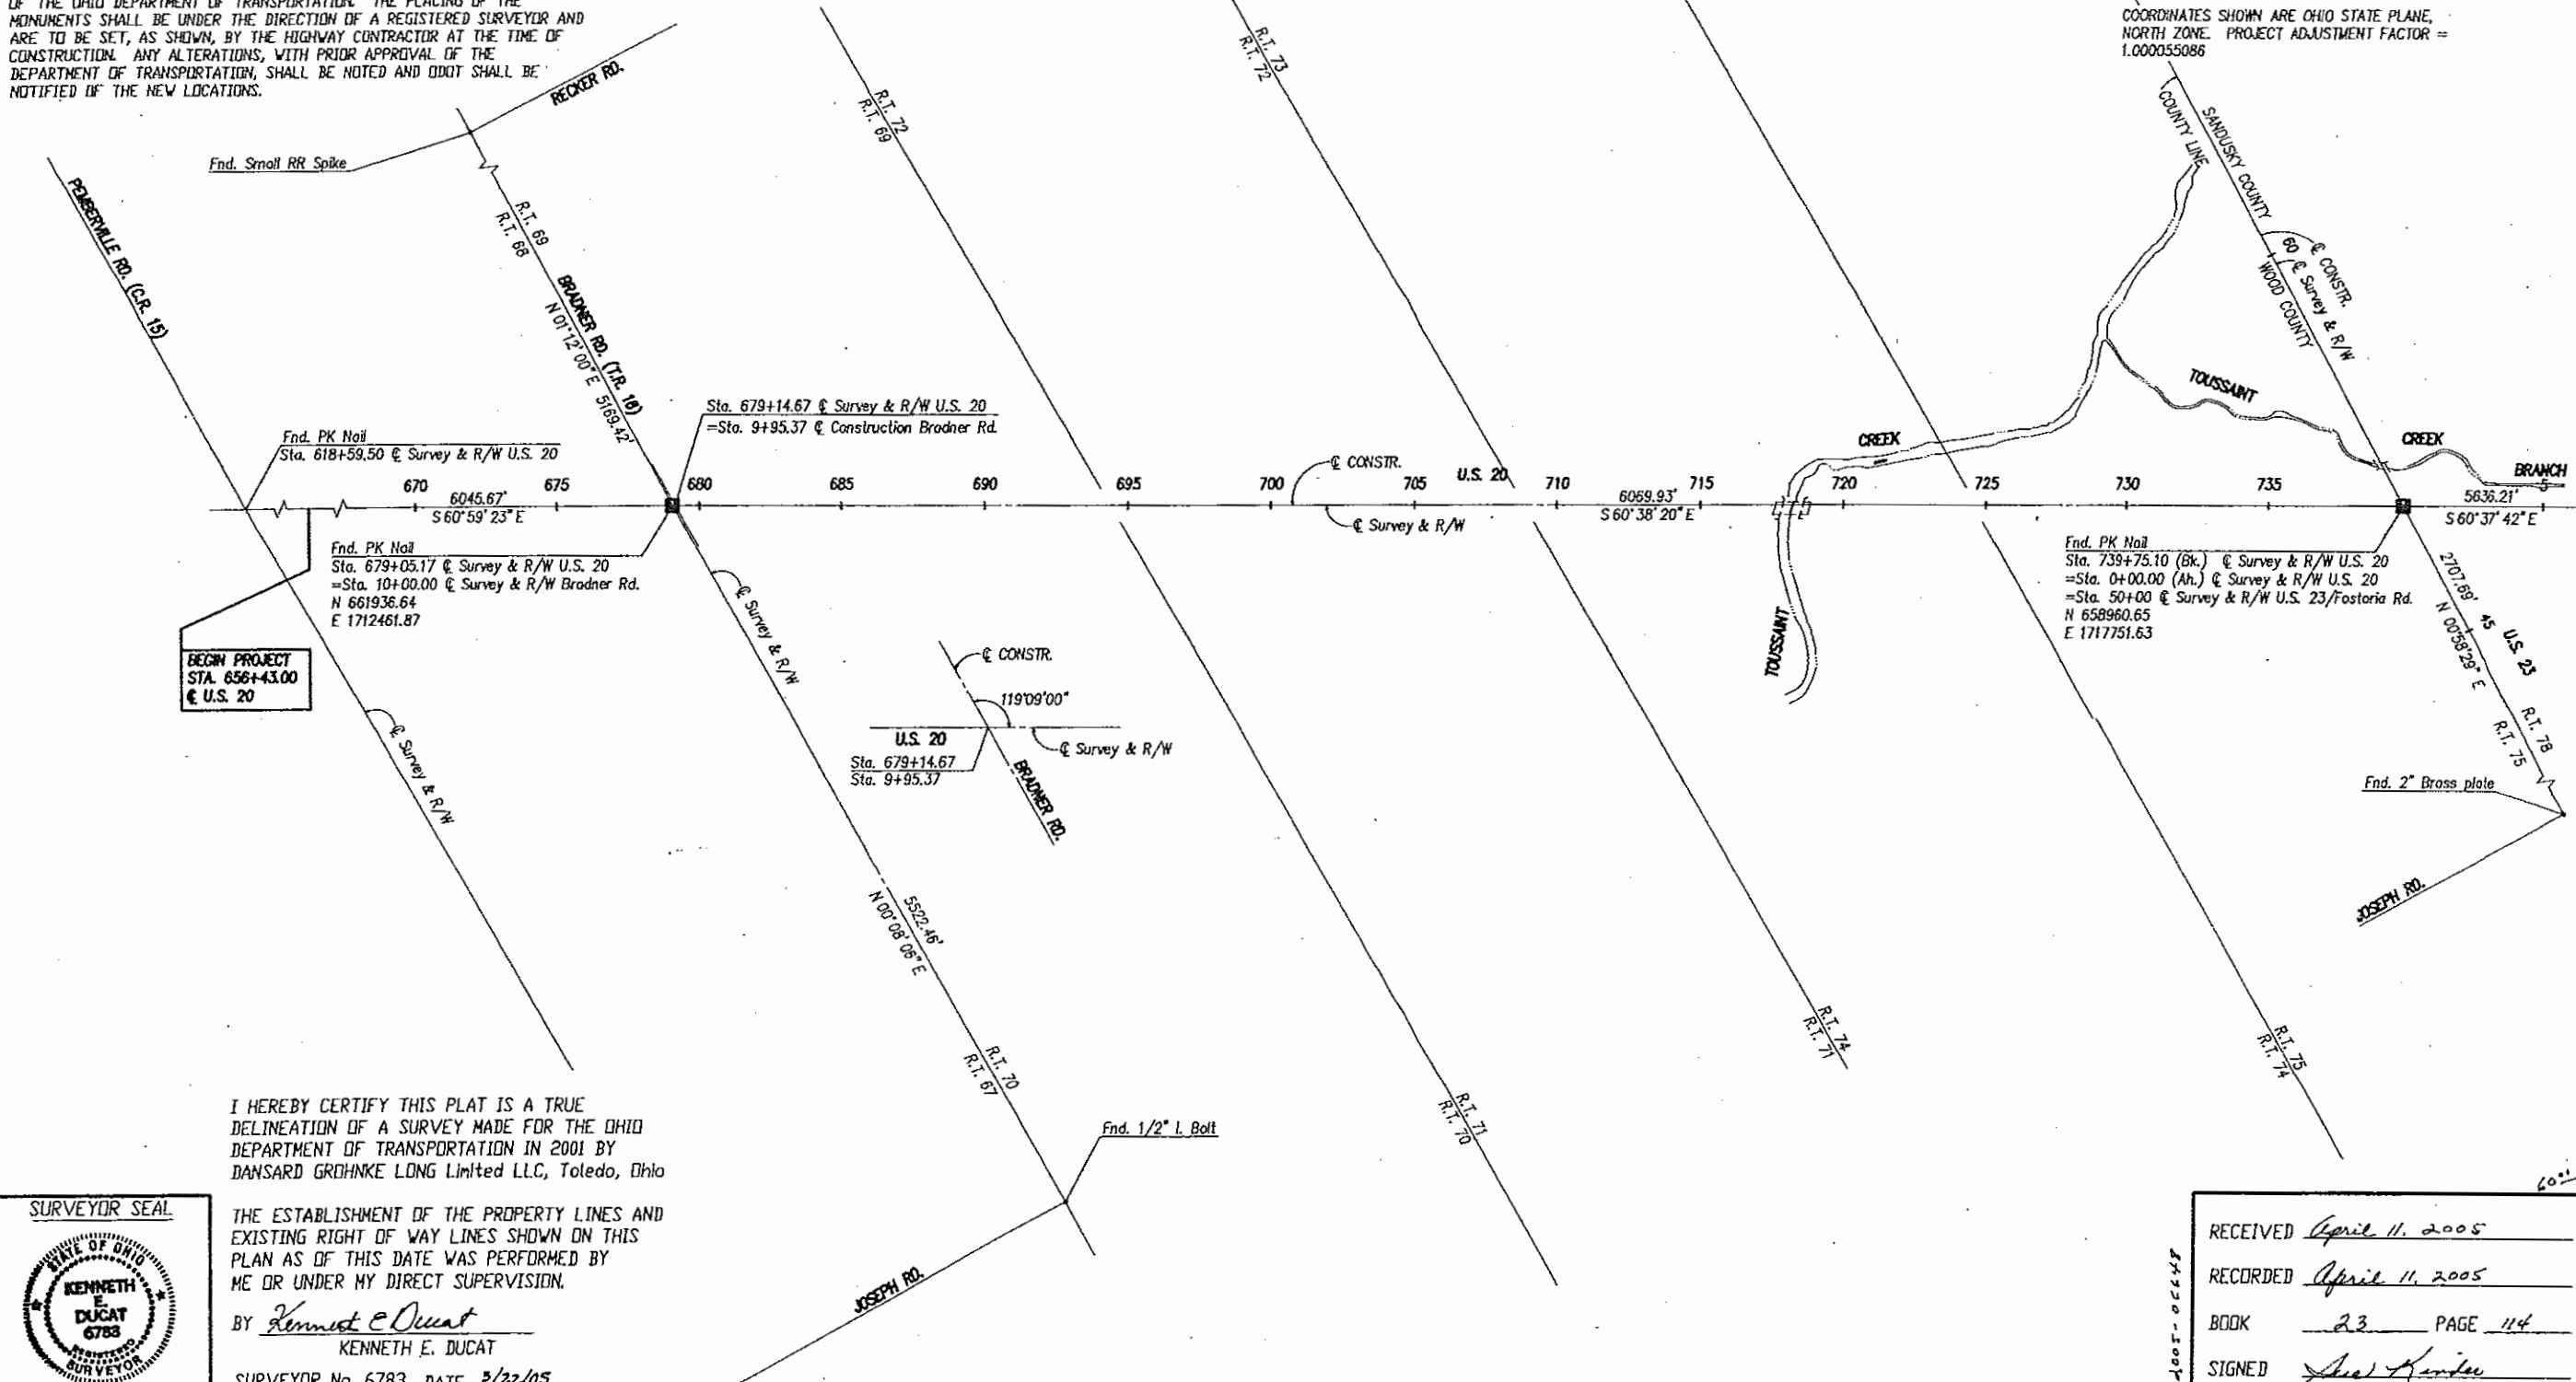 OF THE OHIO DEPARTMENT OF TRANSPORTATION. THE PLACING OF THE
MONUMENTS SHALL BE UNDER THE DIRECTION OF A REGISTERED SURVEYOR AND
ARE TO BE SET, AS SHOWN, BY THE HIGHWAY CONTRACTOR AT THE TIME OF
CONSTRUCTION. ANY ALTERATIONS, WITH PRIOR APPROVAL OF THE
DEPARTMENT OF TRANSPORTATION, SHALL BE NOTED AND ODOT SHALL BE
NOTIFIED OF THE NEW LOCATIONS.
COORDINATES SHOWN ARE OHIO STATE PLANE,
NORTH ZONE. PROJECT ADJUSTMENT FACTOR =
1.000055086
RECKER RD.
Fnd. Small RR Spike
PEMBERVILLE RD. (C.R. 15)
R.T. 69
R.T. 68
BRADNER RD. (T.R. 18)
N 01°12'00" E 5169.42'
R.T. 72
R.T. 69
R.T. 73
R.T. 72
COUNTY LINE
SANDUSKY COUNTY
WOOD COUNTY
60
℄ CONSTR.
℄ Survey & R/W
Sta. 679+14.67 ℄ Survey & R/W U.S. 20
=Sta. 9+95.37 ℄ Construction Bradner Rd.
Fnd. PK Nail
Sta. 618+59.50 ℄ Survey & R/W U.S. 20
TOUSSAINT
CREEK
CREEK
BRANCH
℄ CONSTR.
U.S. 20
670 675 680 685 690 695 700 705 710 715 720 725 730 735 5
6045.67'
S 60°59'23" E
6069.93'
S 60°38'20" E
5636.21'
S 60°37'42" E
℄ Survey & R/W
Fnd. PK Nail
Sta. 679+05.17 ℄ Survey & R/W U.S. 20
=Sta. 10+00.00 ℄ Survey & R/W Bradner Rd.
N 661936.64
E 1712461.87
Fnd. PK Nail
Sta. 739+75.10 (Bk.) ℄ Survey & R/W U.S. 20
=Sta. 0+00.00 (Ah.) ℄ Survey & R/W U.S. 20
=Sta. 50+00 ℄ Survey & R/W U.S. 23/Fostoria Rd.
N 658960.65
E 1717751.63
BEGIN PROJECT
STA. 656+43.00
℄ U.S. 20
℄ Survey & R/W
℄ Survey & R/W
℄ CONSTR.
119°09'00"
U.S. 20
℄ Survey & R/W
Sta. 679+14.67
Sta. 9+95.37
BRADNER RD.
TOUSSAINT
2707.69'
N 00°58'29" E
45
U.S. 23
R.T. 78
R.T. 75
Fnd. 2" Brass plate
JOSEPH RD.
5522.46'
N 00°08'06" E
R.T. 70
R.T. 67
R.T. 71
R.T. 70
R.T. 74
R.T. 71
R.T. 75
R.T. 74
Fnd. 1/2" I. Bolt
JOSEPH RD.
I HEREBY CERTIFY THIS PLAT IS A TRUE
DELINEATION OF A SURVEY MADE FOR THE OHIO
DEPARTMENT OF TRANSPORTATION IN 2001 BY
DANSARD GROHNKE LONG Limited LLC, Toledo, Ohio
THE ESTABLISHMENT OF THE PROPERTY LINES AND
EXISTING RIGHT OF WAY LINES SHOWN ON THIS
PLAN AS OF THIS DATE WAS PERFORMED BY
ME OR UNDER MY DIRECT SUPERVISION.
BY Kenneth E Ducat
KENNETH E. DUCAT
SURVEYOR No. 6783 DATE 3/22/05
SURVEYOR SEAL
STATE OF OHIO
KENNETH
E.
DUCAT
6783
REGISTERED
SURVEYOR
RECEIVED April 11, 2005
RECORDED April 11, 2005
BOOK 23 PAGE 114
SIGNED